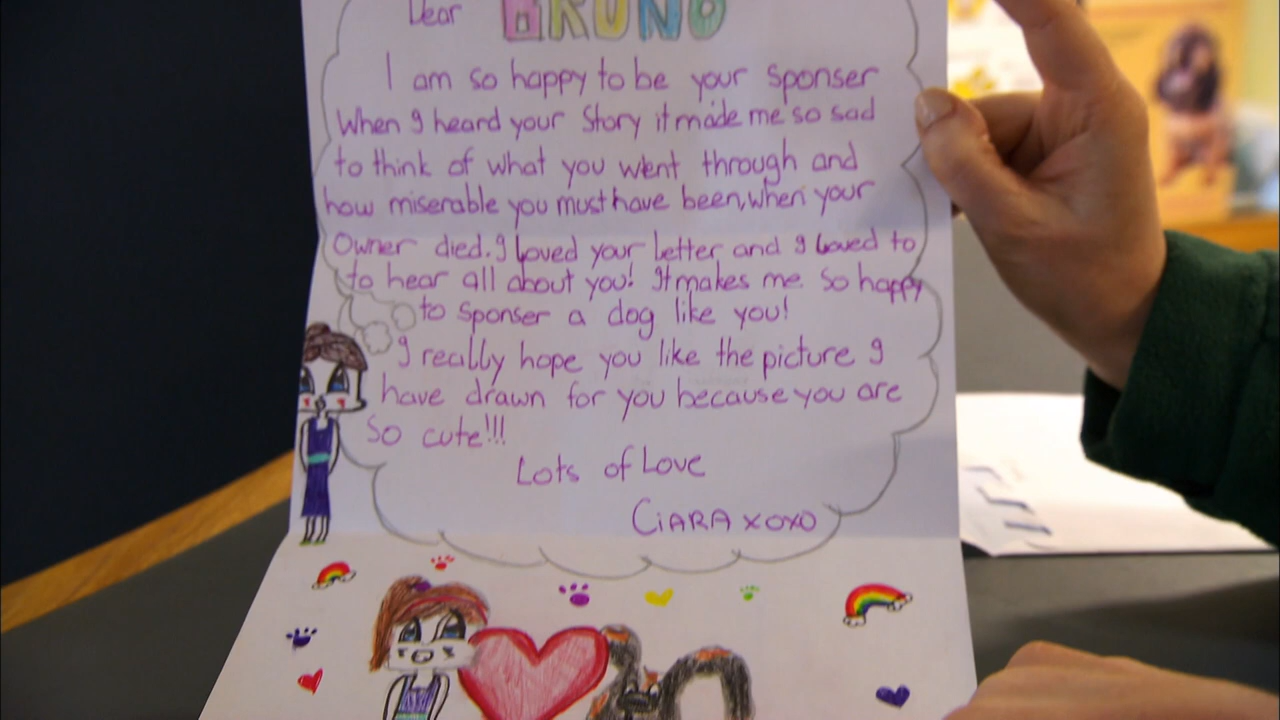 Dear BRUNO
I am so happy to be your sponser
When I heard your Story it made me so sad
to think of what you went through and
how miserable you must have been, when your
Owner died. I loved your letter and I loved to
to hear all about you! It makes me so happy
to sponser a dog like you!
I really hope you like the picture I
have drawn for you because you are
So cute!!!
Lots of Love
CiARA xoxo